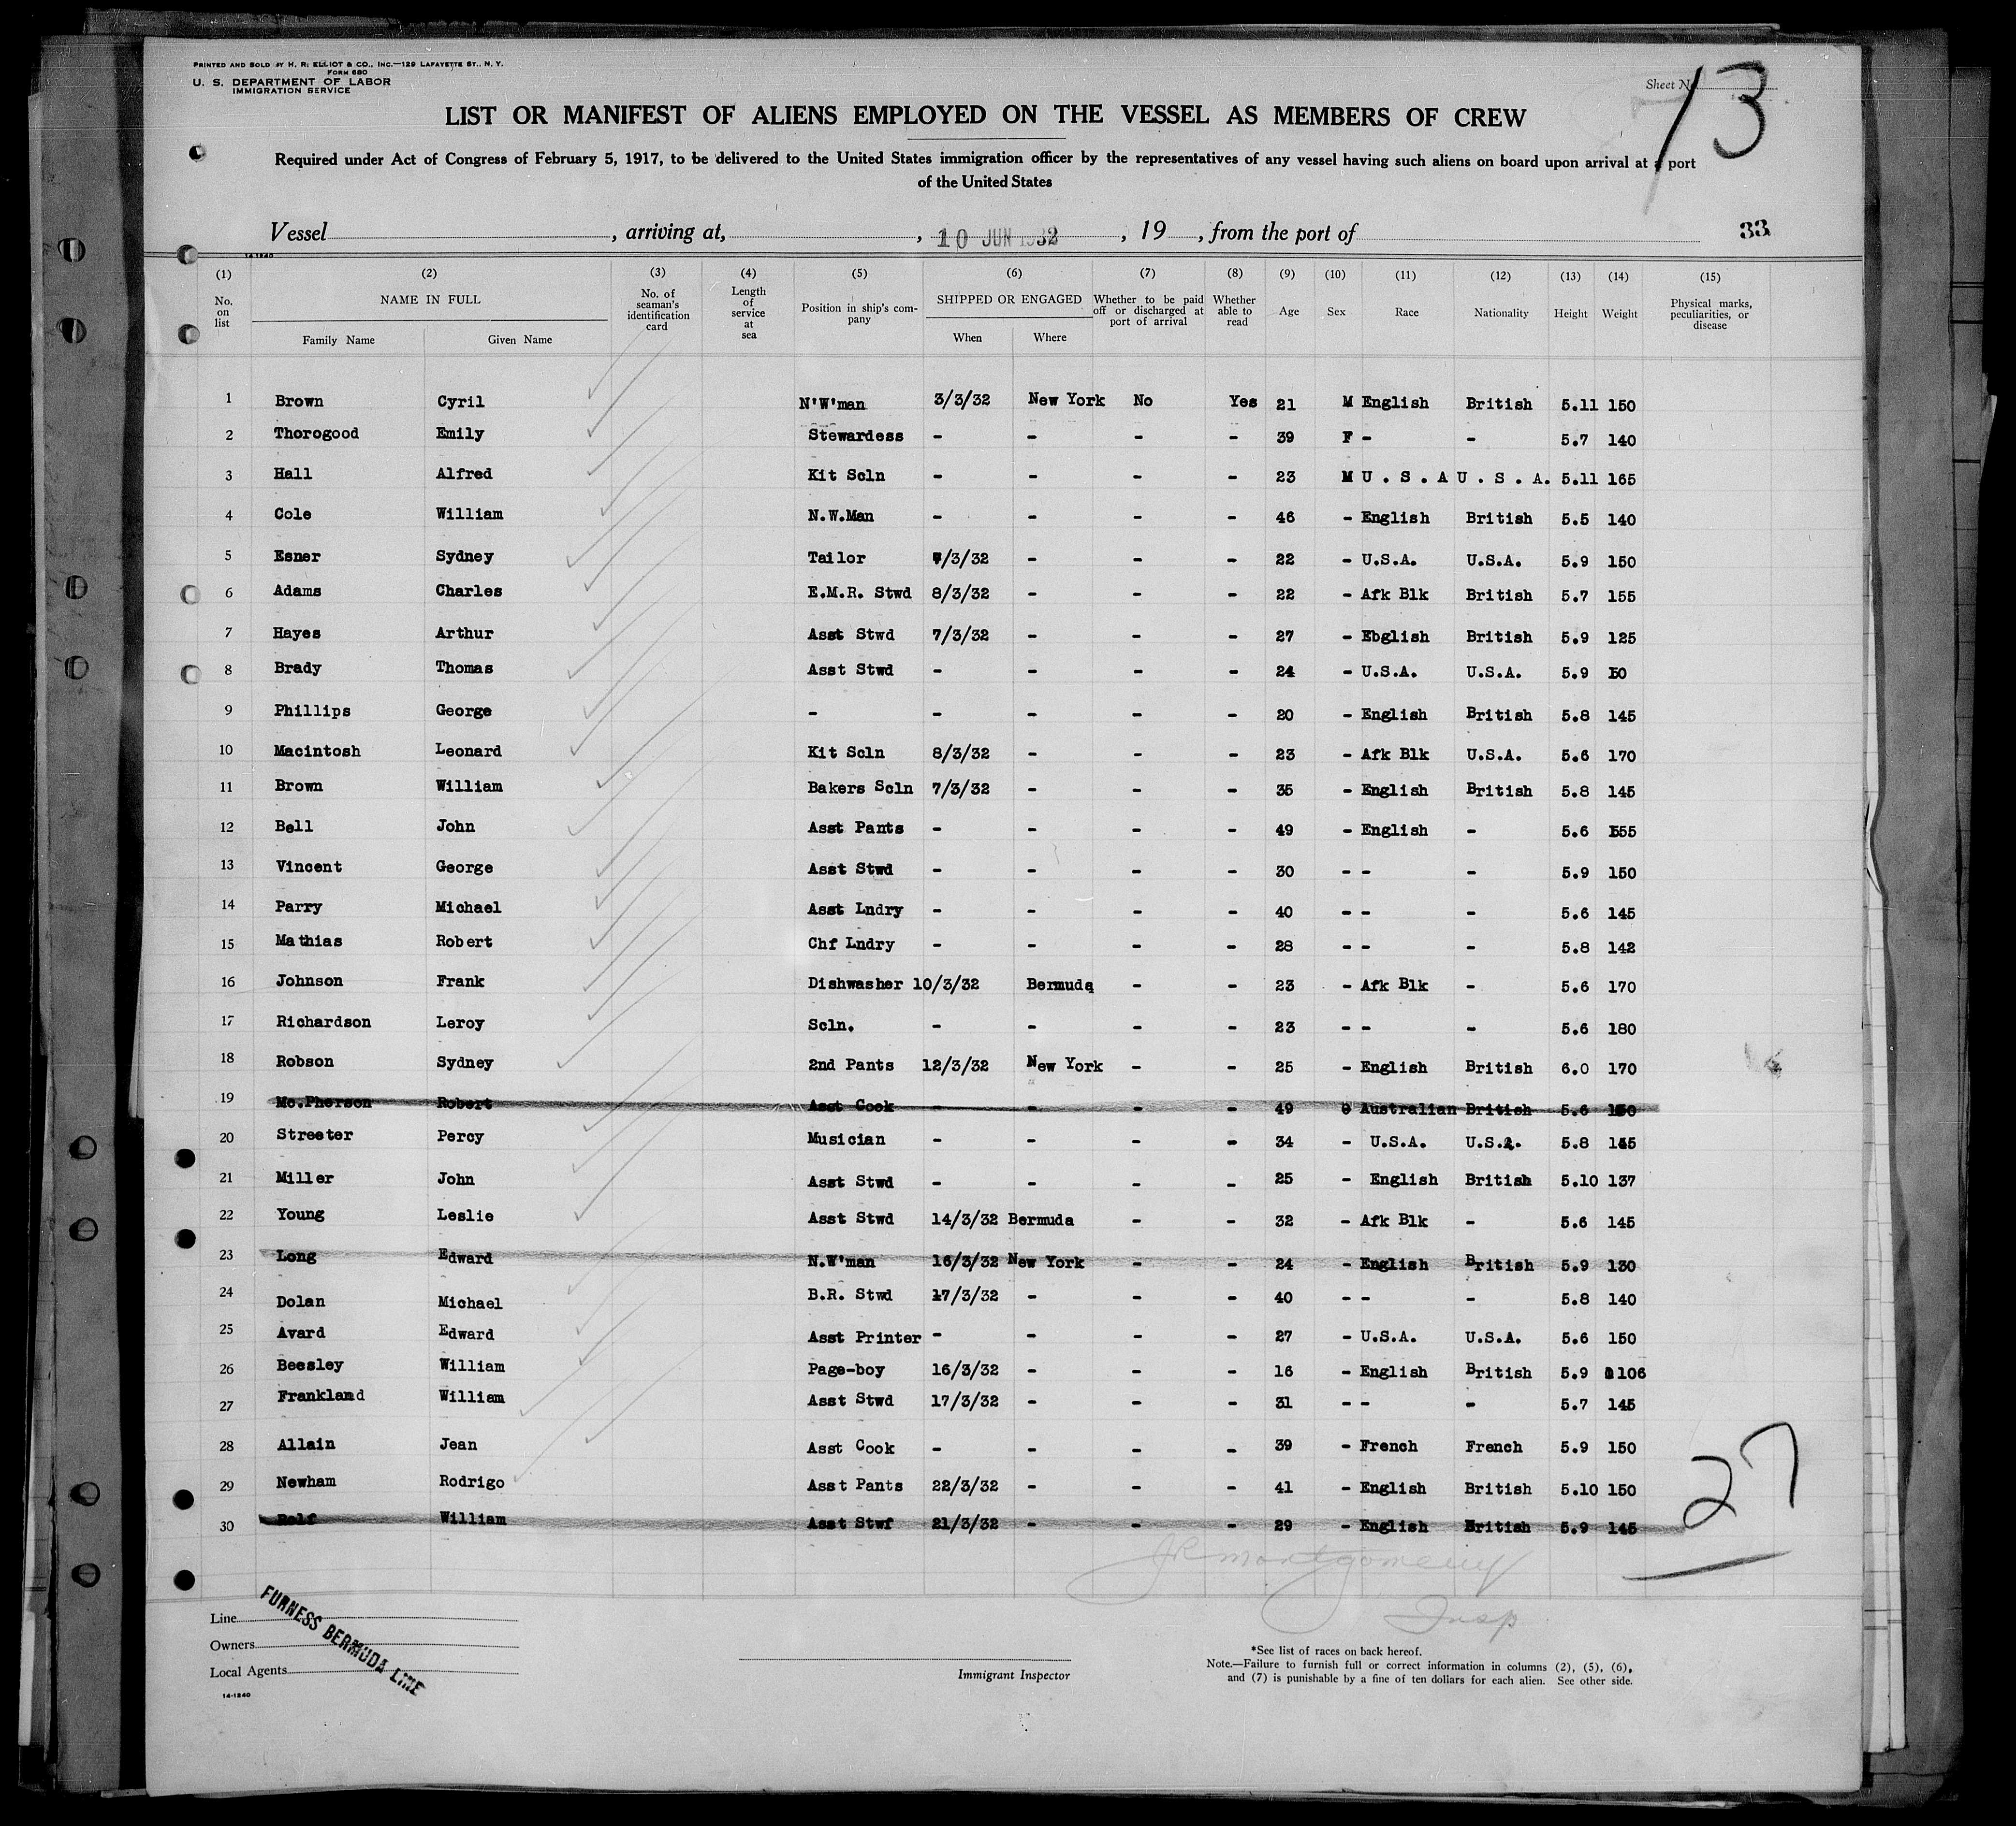 PRINTED AND SOLD BY H. R. ELLIOT & CO., INC.—129 LAFAYETTE ST., N. Y.
FORM 680
U. S. DEPARTMENT OF LABOR
IMMIGRATION SERVICE
Sheet N
73
LIST OR MANIFEST OF ALIENS EMPLOYED ON THE VESSEL AS MEMBERS OF CREW
Required under Act of Congress of February 5, 1917, to be delivered to the United States immigration officer by the representatives of any vessel having such aliens on board upon arrival at a port
of the United States
Vessel , arriving at, , 10 JUN 1932 , 19 , from the port of 33
14-1240
(1) (2) (3) (4) (5) (6) (7) (8) (9) (10) (11) (12) (13) (14) (15)
No. on list NAME IN FULL Family Name Given Name No. of seaman's identification card Length of service at sea Position in ship's company SHIPPED OR ENGAGED When Where Whether to be paid off or discharged at port of arrival Whether able to read Age Sex Race Nationality Height Weight Physical marks, peculiarities, or disease
1 Brown Cyril N'W'man 3/3/32 New York No Yes 21 M English British 5.11 150
2 Thorogood Emily Stewardess - - - - 39 F - - 5.7 140
3 Hall Alfred Kit Scln - - - - 23 M U.S.A U.S.A. 5.11 165
4 Cole William N.W.Man - - - - 46 - English British 5.5 140
5 Esner Sydney Tailor /3/32 - - - 22 - U.S.A. U.S.A. 5.9 150
6 Adams Charles E.M.R. Stwd 8/3/32 - - - 22 - Afk Blk British 5.7 155
7 Hayes Arthur Asst Stwd 7/3/32 - - - 27 - Ebglish British 5.9 125
8 Brady Thomas Asst Stwd - - - - 24 - U.S.A. U.S.A. 5.9
9 Phillips George - - - - - 20 - English British 5.8 145
10 Macintosh Leonard Kit Scln 8/3/32 - - - 23 - Afk Blk U.S.A. 5.6 170
11 Brown William Bakers Scln 7/3/32 - - - 35 - English British 5.8 145
12 Bell John Asst Pants - - - - 49 - English - 5.6 155
13 Vincent George Asst Stwd - - - - 30 - - - 5.9 150
14 Parry Michael Asst Lndry - - - - 40 - - - 5.6 145
15 Mathias Robert Chf Lndry - - - - 28 - - - 5.8 142
16 Johnson Frank Dishwasher 10/3/32 Bermuda - - 23 - Afk Blk - 5.6 170
17 Richardson Leroy Scln. - - - - 23 - - - 5.6 180
18 Robson Sydney 2nd Pants 12/3/32 New York - - 25 - English British 6.0 170
19 Mc.Pherson Robert Asst Cook - - - - 49 Australian British 5.6
20 Streeter Percy Musician - - - - 34 - U.S.A. U.S.A. 5.8
21 Miller John Asst Stwd - - - - 25 - English British 5.10 137
22 Young Leslie Asst Stwd 14/3/32 Bermuda - - 32 - Afk Blk - 5.6 145
23 Long Edward N.W'man 16/3/32 New York - - 24 - English British 5.9 130
24 Dolan Michael B.R. Stwd 17/3/32 - - - 40 - - - 5.8 140
25 Avard Edward Asst Printer - - - - 27 - U.S.A. U.S.A. 5.6 150
26 Beesley William Page-boy 16/3/32 - - - 16 - English British 5.9 106
27 Frankland William Asst Stwd 17/3/32 - - - 31 - - - 5.7 145
28 Allain Jean Asst Cook - - - - 39 - French French 5.9 150
29 Newham Rodrigo Asst Pants 22/3/32 - - - 41 - English British 5.10 150
30 Rolf William Asst Stwf 21/3/32 - - - 29 - English British 5.9 145
27
JR Montgomery
Insp
Line
Owners
Local Agents
FURNESS BERMUDA LINE
14-1240
Immigrant Inspector
*See list of races on back hereof.
Note.—Failure to furnish full or correct information in columns (2), (5), (6),
and (7) is punishable by a fine of ten dollars for each alien. See other side.